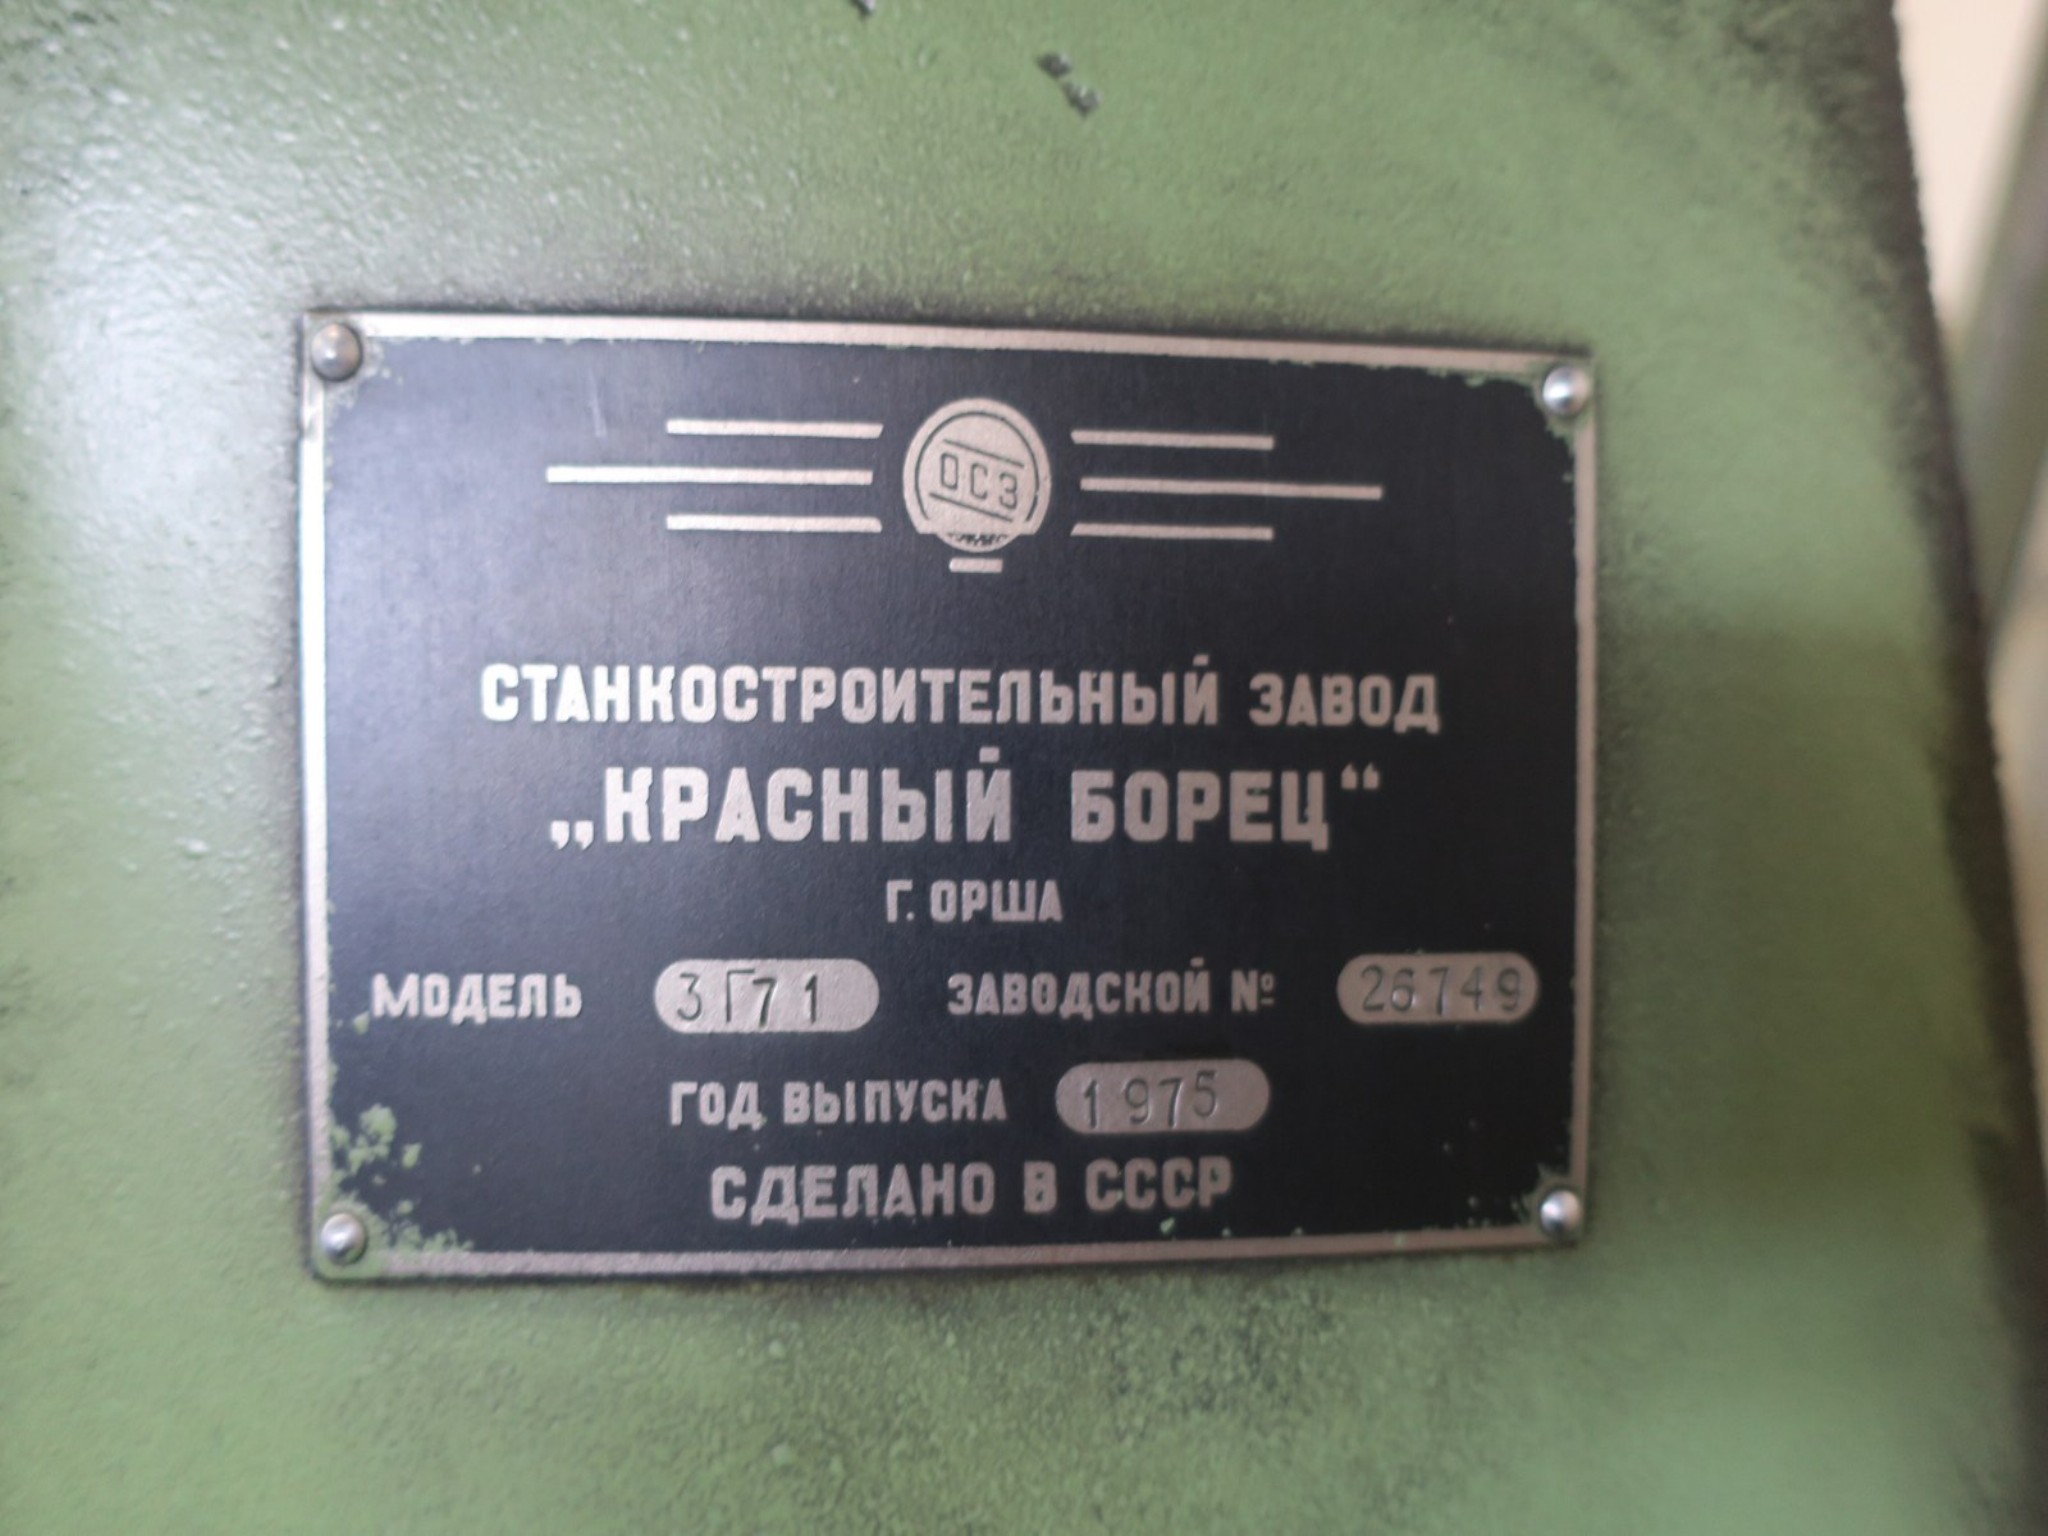 ОСЗ
СТАНКОСТРОИТЕЛЬНЫЙ ЗАВОД
„КРАСНЫЙ БОРЕЦ“
Г. ОРША
МОДЕЛЬ 3Г71 ЗАВОДСКОЙ № 26749
ГОД ВЫПУСКА 1975
СДЕЛАНО В СССР